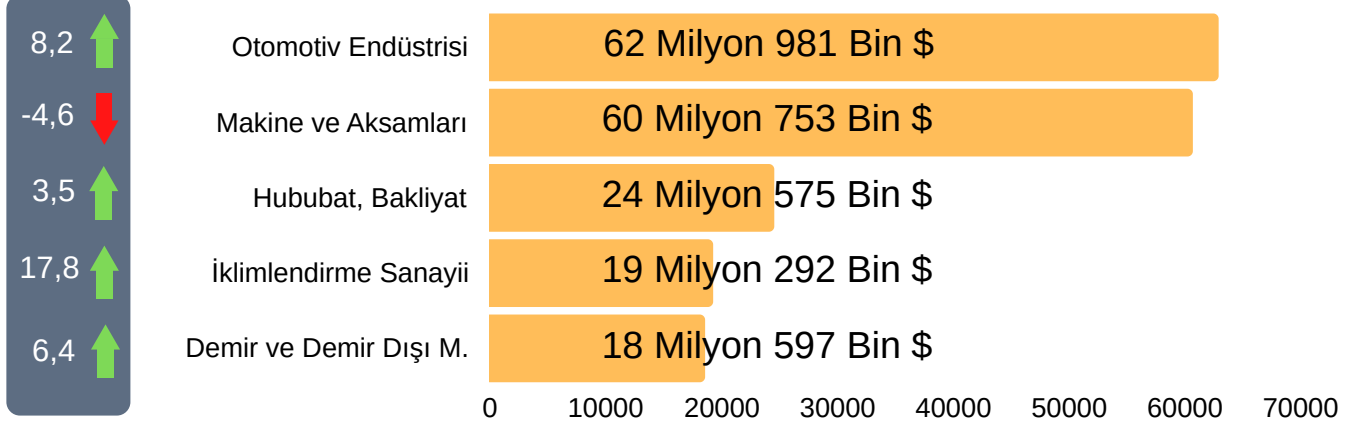 8,2 Otomotiv Endüstrisi 62 Milyon 981 Bin $
-4,6 Makine ve Aksamları 60 Milyon 753 Bin $
3,5 Hububat, Bakliyat 24 Milyon 575 Bin $
17,8 İklimlendirme Sanayii 19 Milyon 292 Bin $
6,4 Demir ve Demir Dışı M. 18 Milyon 597 Bin $
0 10000 20000 30000 40000 50000 60000 70000